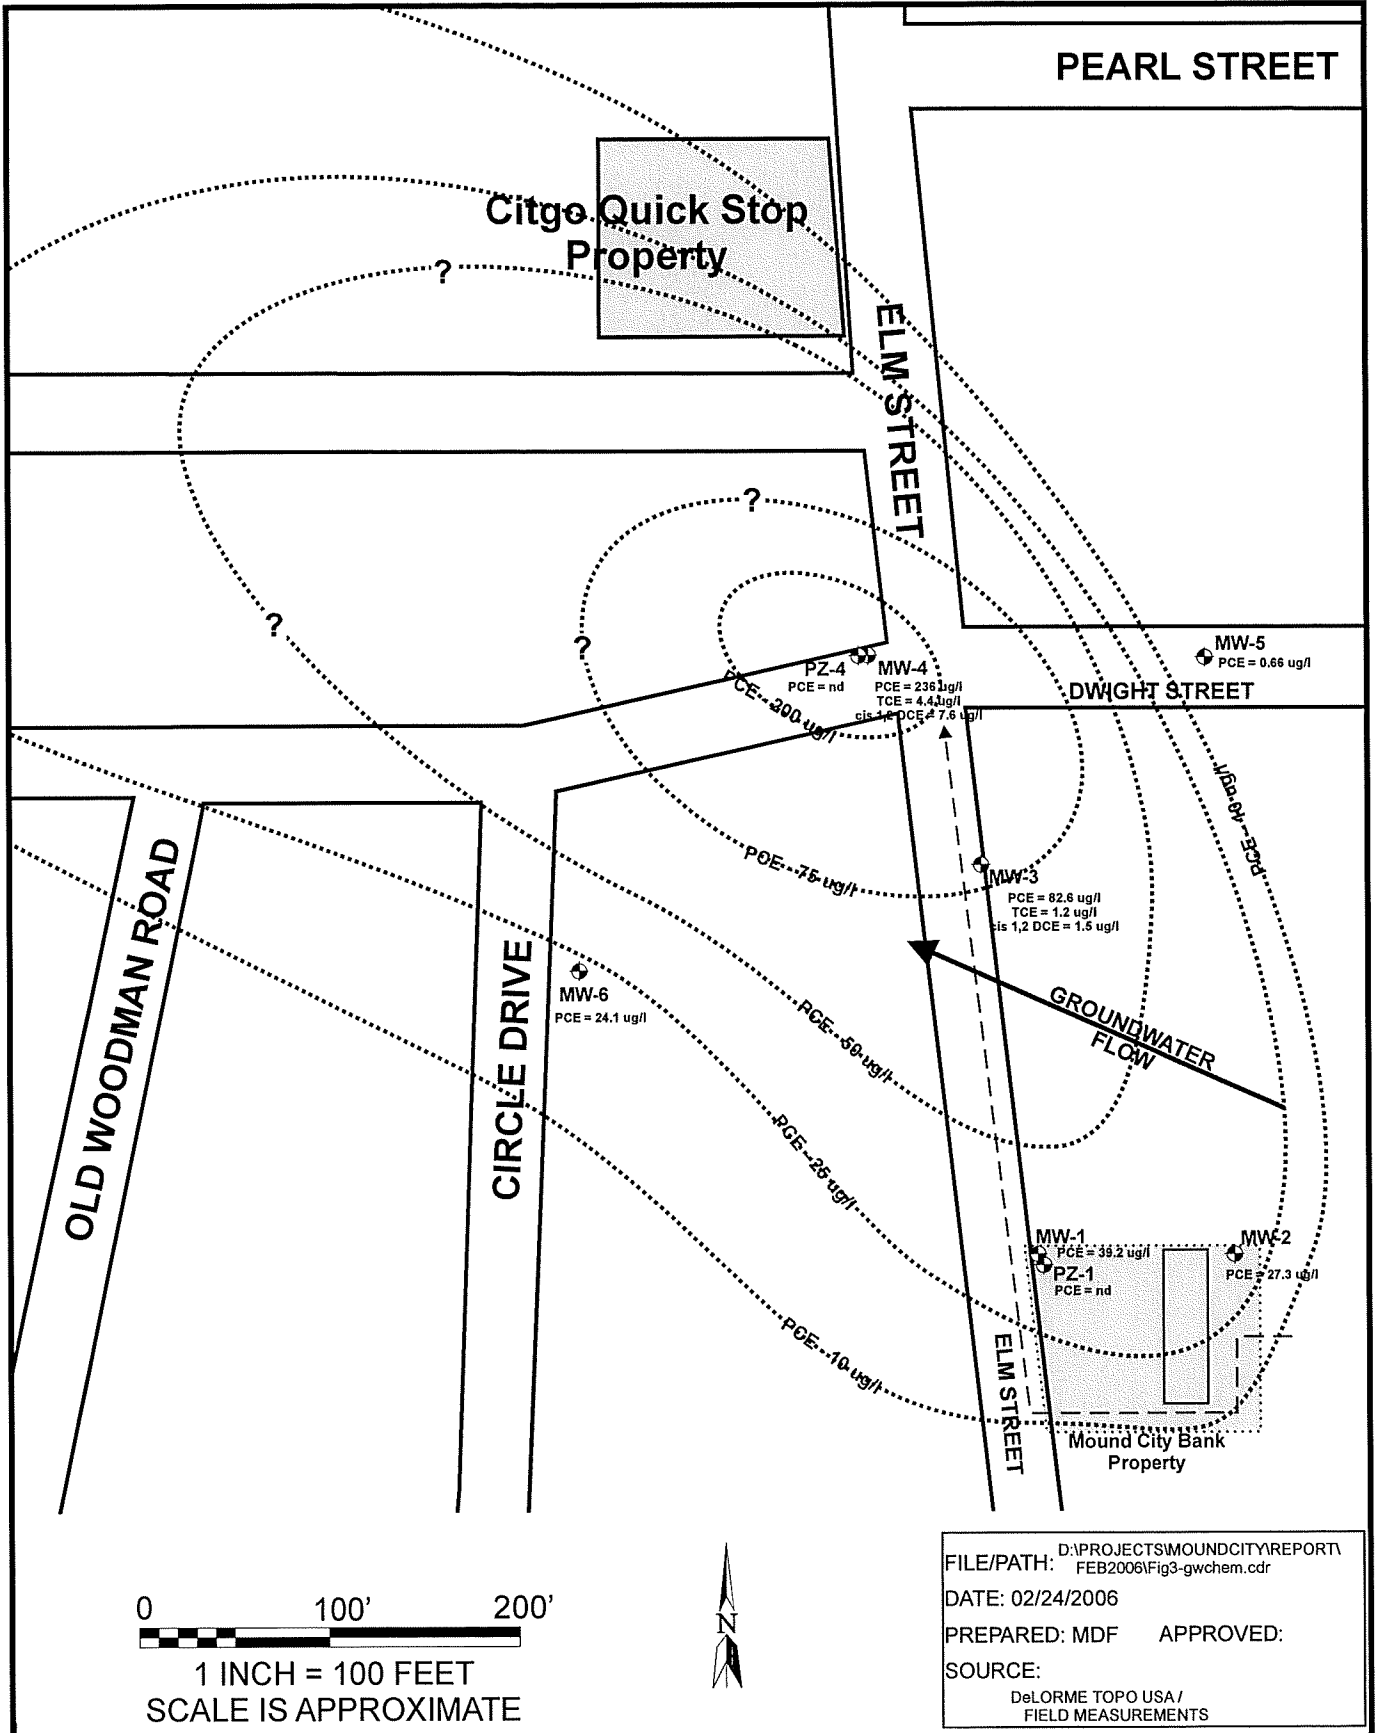 PEARL STREET
Citgo Quick Stop
Property
?
ELM STREET
?
?
?
MW-5
PCE = 0.66 ug/l
PZ-4
PCE = nd
MW-4
PCE = 236 ug/l
TCE = 4.4 ug/l
cis 1,2 DCE = 7.6 ug/l
DWIGHT STREET
PCE - 200 ug/l
PCE - 10 ug/l
PCE - 75 ug/l
MW-3
PCE = 82.6 ug/l
TCE = 1.2 ug/l
cis 1,2 DCE = 1.5 ug/l
OLD WOODMAN ROAD
CIRCLE DRIVE
MW-6
PCE = 24.1 ug/l
GROUNDWATER
FLOW
PCE - 50 ug/l
PCE - 25 ug/l
MW-1
PCE = 39.2 ug/l
PZ-1
PCE = nd
MW-2
PCE = 27.3 ug/l
PCE - 10 ug/l
ELM STREET
Mound City Bank
Property
0 100' 200'
1 INCH = 100 FEET
SCALE IS APPROXIMATE
N
FILE/PATH: D:\PROJECTS\MOUNDCITY\REPORT\
FEB2006\Fig3-gwchem.cdr
DATE: 02/24/2006
PREPARED: MDF APPROVED:
SOURCE:
DeLORME TOPO USA /
FIELD MEASUREMENTS